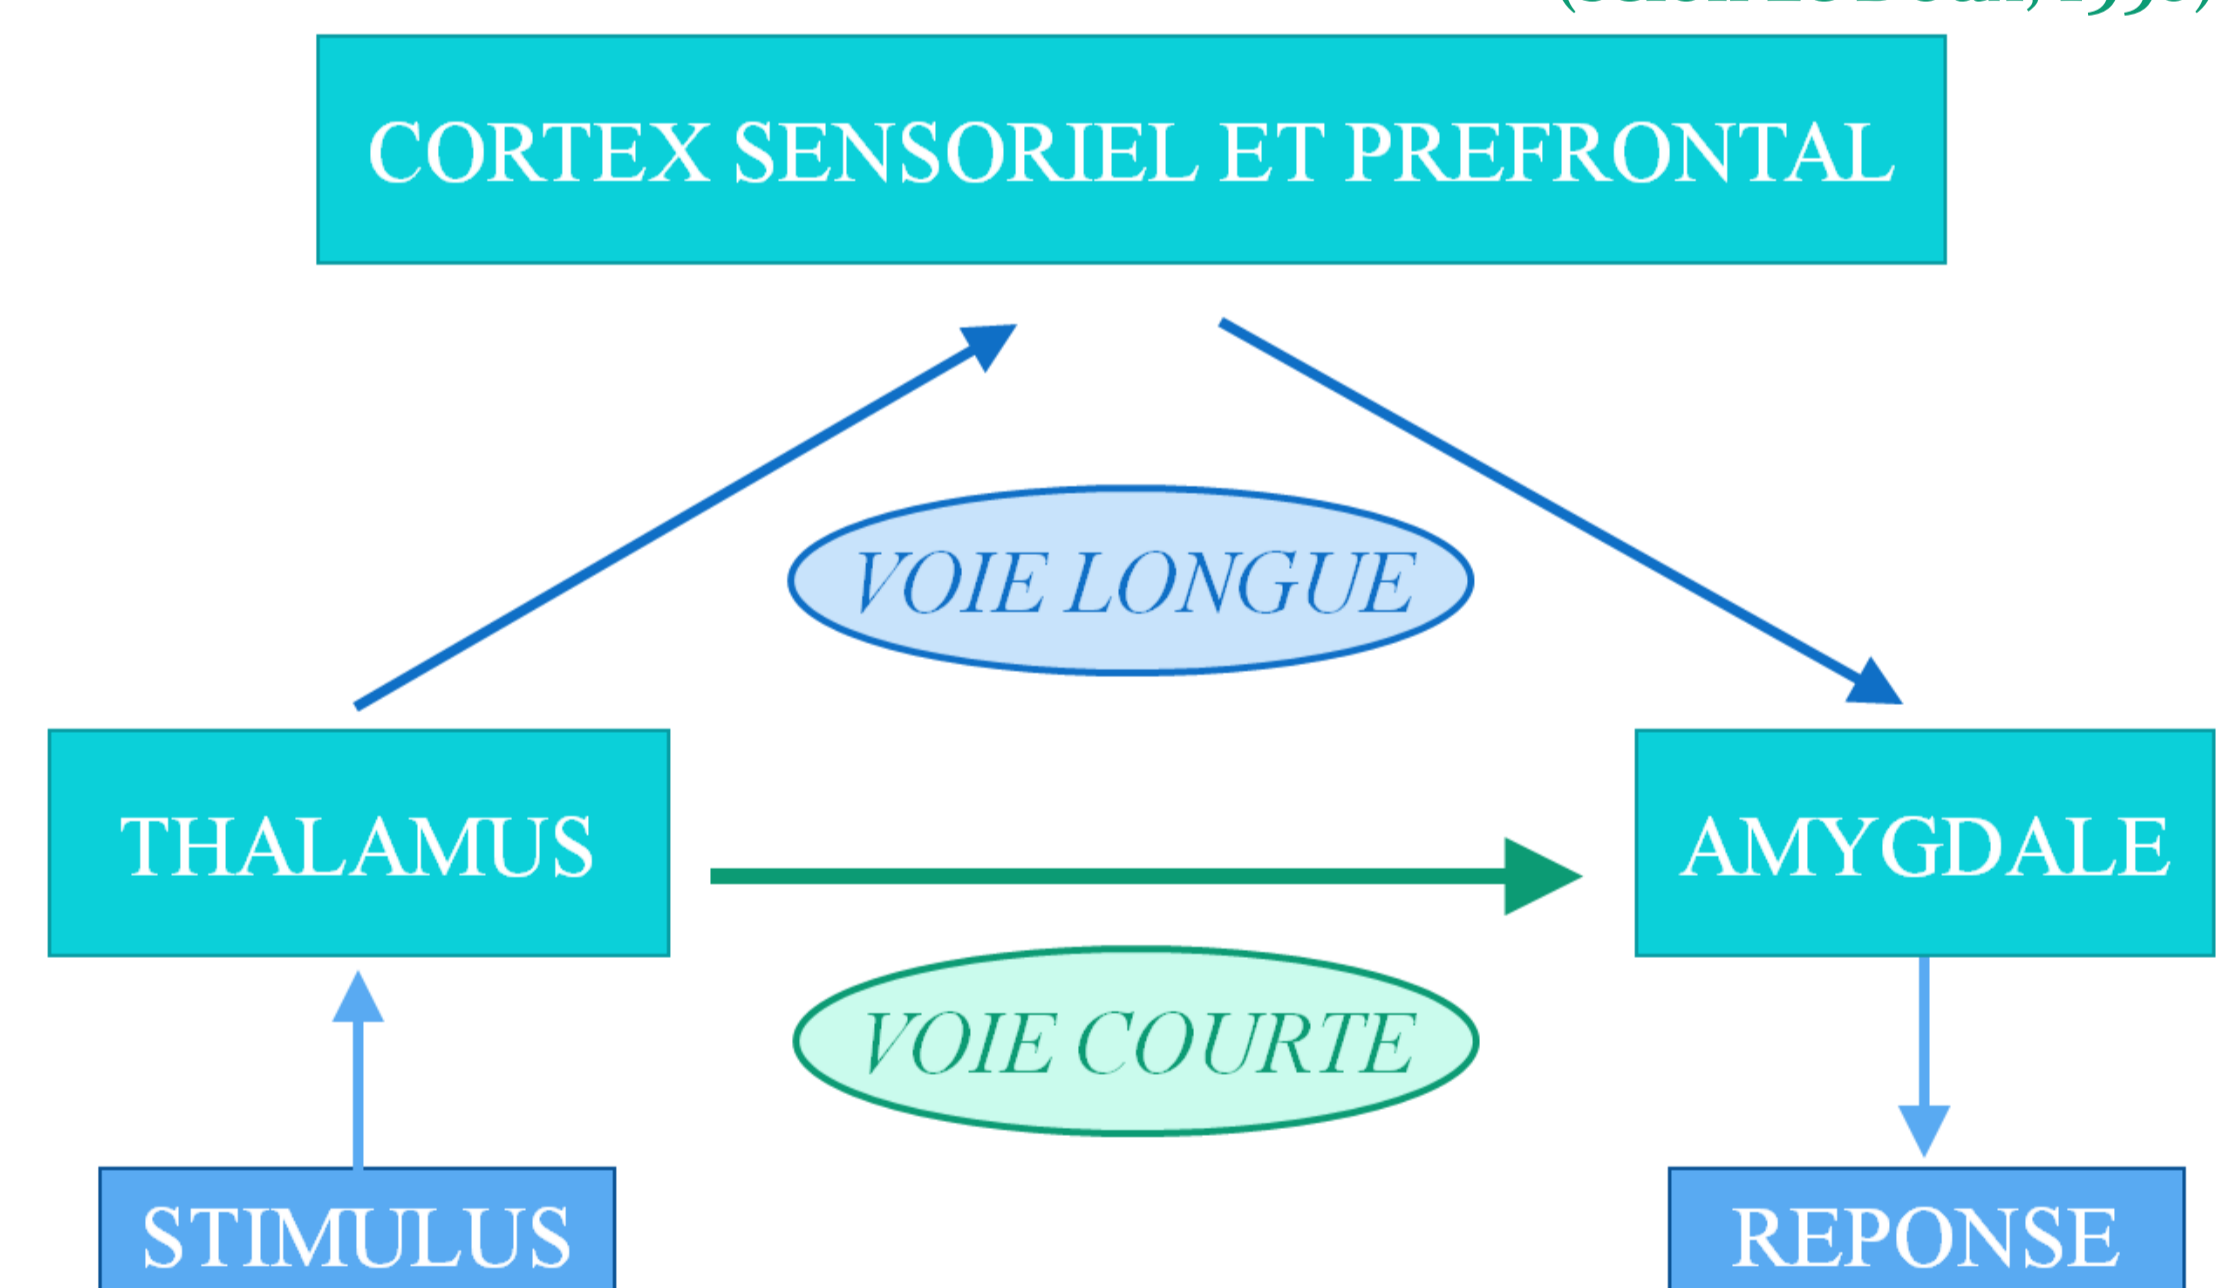 CORTEX SENSORIEL ET PREFRONTAL
VOIE LONGUE
THALAMUS
AMYGDALE
VOIE COURTE
STIMULUS
REPONSE